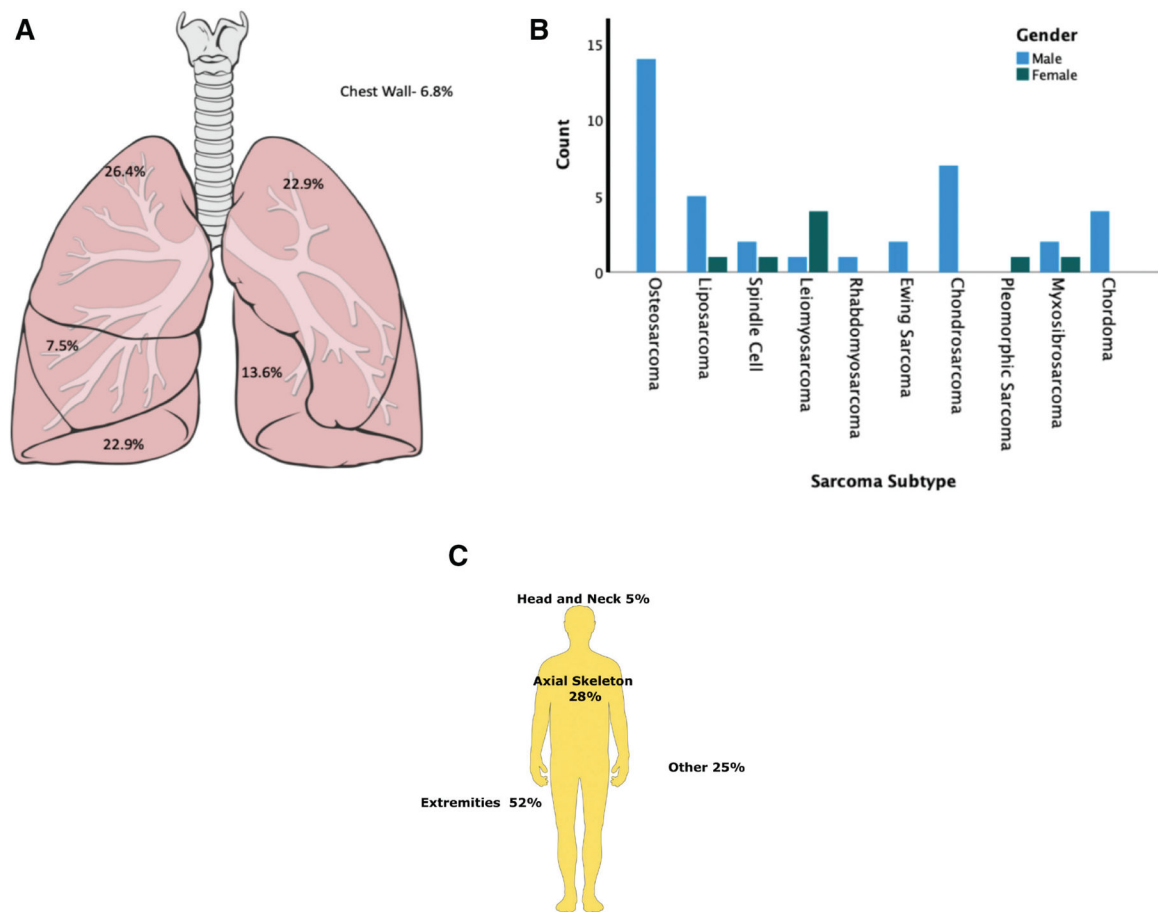 A
Chest Wall- 6.8%
26.4%
22.9%
7.5%
13.6%
22.9%
B
Gender
Male
Female
Count
15
10
5
0
Osteosarcoma
Liposarcoma
Spindle Cell
Leiomyosarcoma
Rhabdomyosarcoma
Ewing Sarcoma
Chondrosarcoma
Pleomorphic Sarcoma
Myxosibrosarcoma
Chordoma
Sarcoma Subtype
C
Head and Neck 5%
Axial Skeleton
28%
Other 25%
Extremities 52%